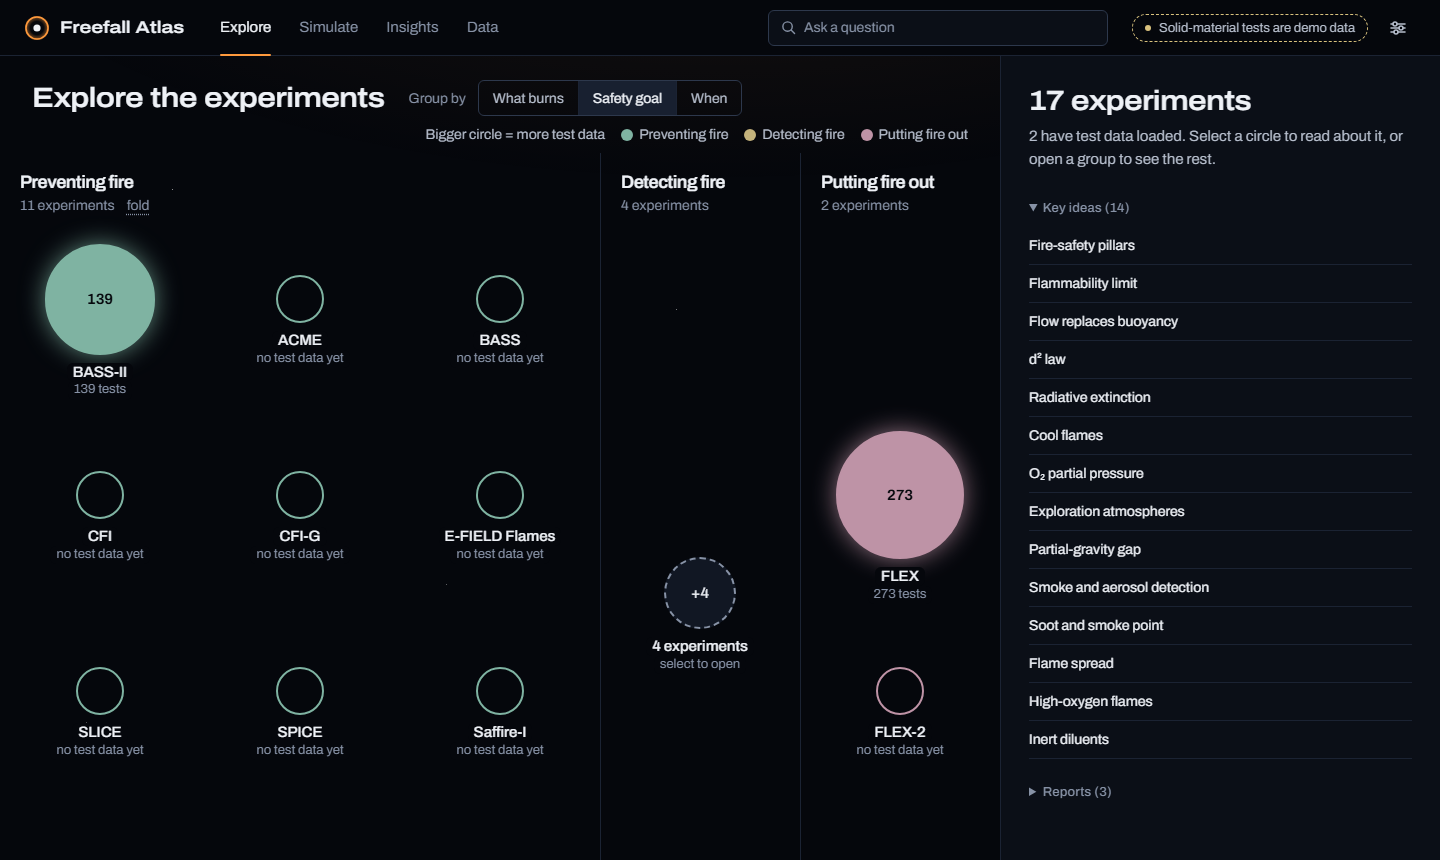 Freefall Atlas
Explore
Simulate
Insights
Data
Ask a question
Solid-material tests are demo data
Explore the experiments
Group by
What burns
Safety goal
When
Bigger circle = more test data
Preventing fire
Detecting fire
Putting fire out
Preventing fire
11 experiments
fold
139
BASS-II
139 tests
ACME
no test data yet
BASS
no test data yet
CFI
no test data yet
CFI-G
no test data yet
E-FIELD Flames
no test data yet
SLICE
no test data yet
SPICE
no test data yet
Saffire-I
no test data yet
Detecting fire
4 experiments
+4
4 experiments
select to open
Putting fire out
2 experiments
273
FLEX
273 tests
FLEX-2
no test data yet
17 experiments
2 have test data loaded. Select a circle to read about it, or
open a group to see the rest.
Key ideas (14)
Fire-safety pillars
Flammability limit
Flow replaces buoyancy
d² law
Radiative extinction
Cool flames
O₂ partial pressure
Exploration atmospheres
Partial-gravity gap
Smoke and aerosol detection
Soot and smoke point
Flame spread
High-oxygen flames
Inert diluents
Reports (3)